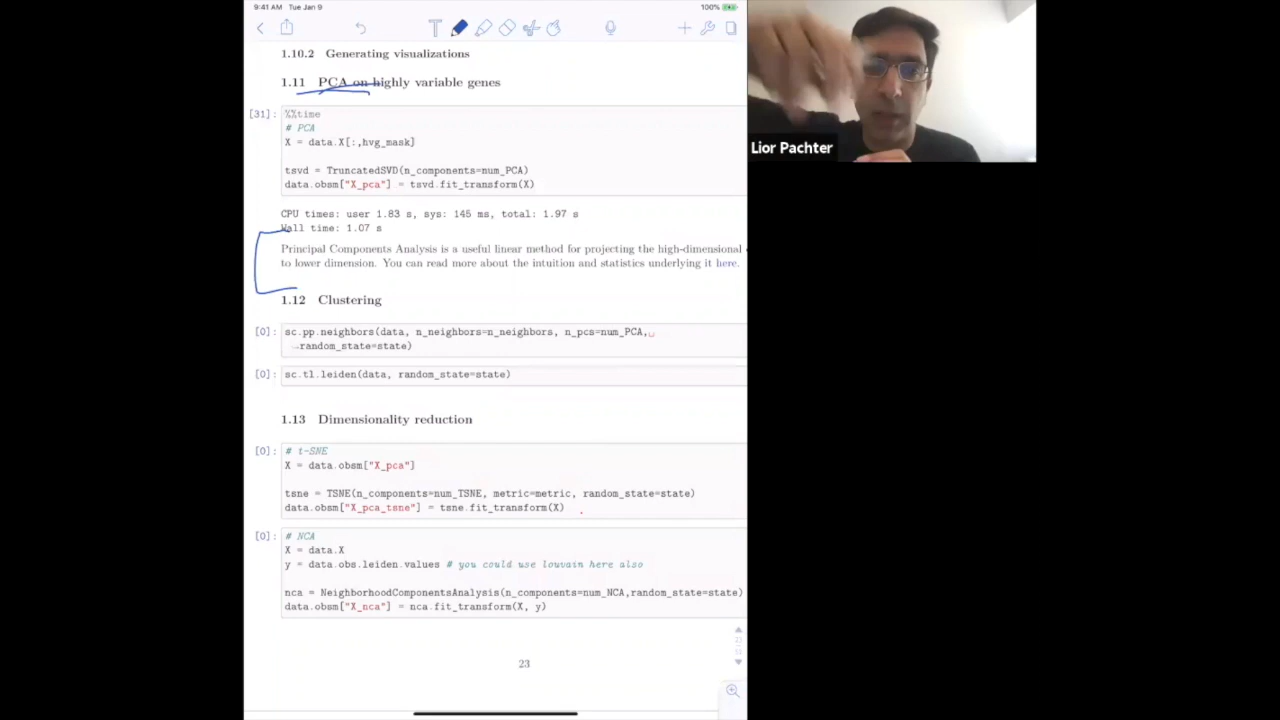 9:41 AM Tue Jan 9
100%
1.10.2 Generating visualizations
1.11 PCA on highly variable genes
[31]: %%time
# PCA
X = data.X[:,hvg_mask]
tsvd = TruncatedSVD(n_components=num_PCA)
data.obsm["X_pca"] = tsvd.fit_transform(X)
CPU times: user 1.83 s, sys: 145 ms, total: 1.97 s
Wall time: 1.07 s
Principal Components Analysis is a useful linear method for projecting the high-dimensional
to lower dimension. You can read more about the intuition and statistics underlying it here.
1.12 Clustering
[0]: sc.pp.neighbors(data, n_neighbors=n_neighbors, n_pcs=num_PCA,
random_state=state)
[0]: sc.tl.leiden(data, random_state=state)
1.13 Dimensionality reduction
[0]: # t-SNE
X = data.obsm["X_pca"]
tsne = TSNE(n_components=num_TSNE, metric=metric, random_state=state)
data.obsm["X_pca_tsne"] = tsne.fit_transform(X)
[0]: # NCA
X = data.X
y = data.obs.leiden.values # you could use louvain here also
nca = NeighborhoodComponentsAnalysis(n_components=num_NCA,random_state=state)
data.obsm["X_nca"] = nca.fit_transform(X, y)
23
Lior Pachter